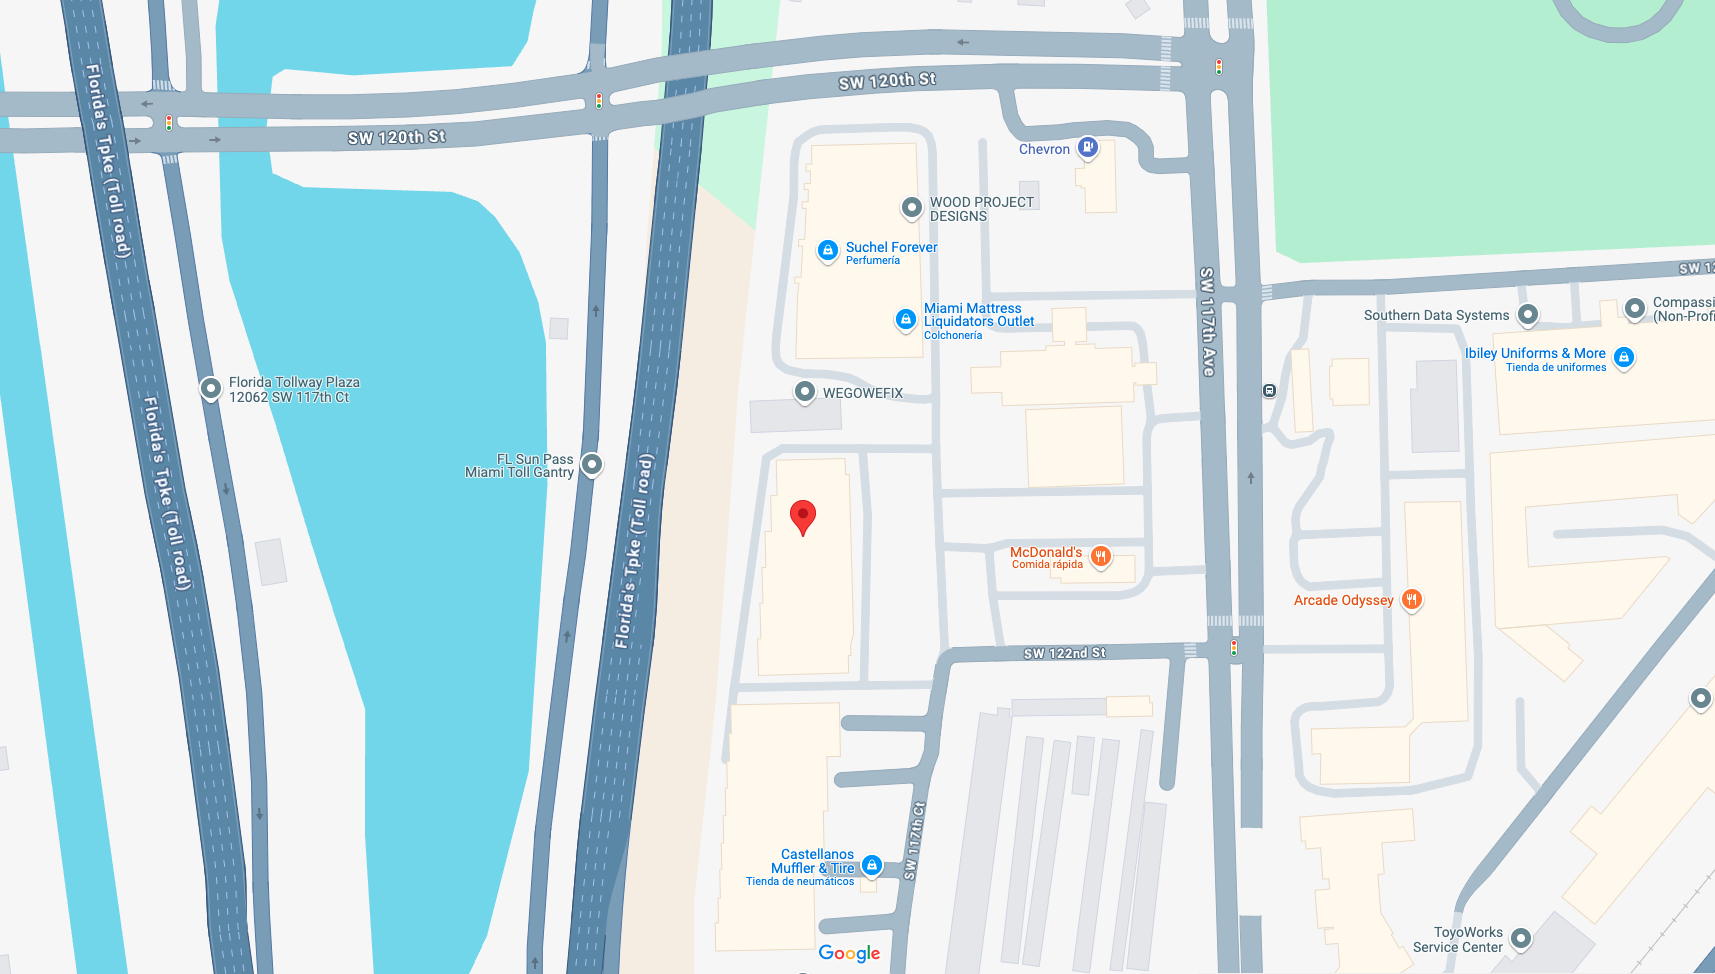 SW 120th St
SW 120th St
Florida's Tpke (Toll road)
Chevron
WOOD PROJECT
DESIGNS
Suchel Forever
Perfumería
Miami Mattress
Liquidators Outlet
Colchonería
SW 117th Ave
SW 12
Southern Data Systems
Compassi
(Non-Profi
Ibiley Uniforms & More
Tienda de uniformes
Florida Tollway Plaza
12062 SW 117th Ct
WEGOWEFIX
Florida's Tpke (Toll road)
FL Sun Pass
Miami Toll Gantry
Florida's Tpke (Toll road)
McDonald's
Comida rápida
Arcade Odyssey
SW 122nd St
SW 117th Ct
Castellanos
Muffler & Tire
Tienda de neumáticos
Google
ToyoWorks
Service Center